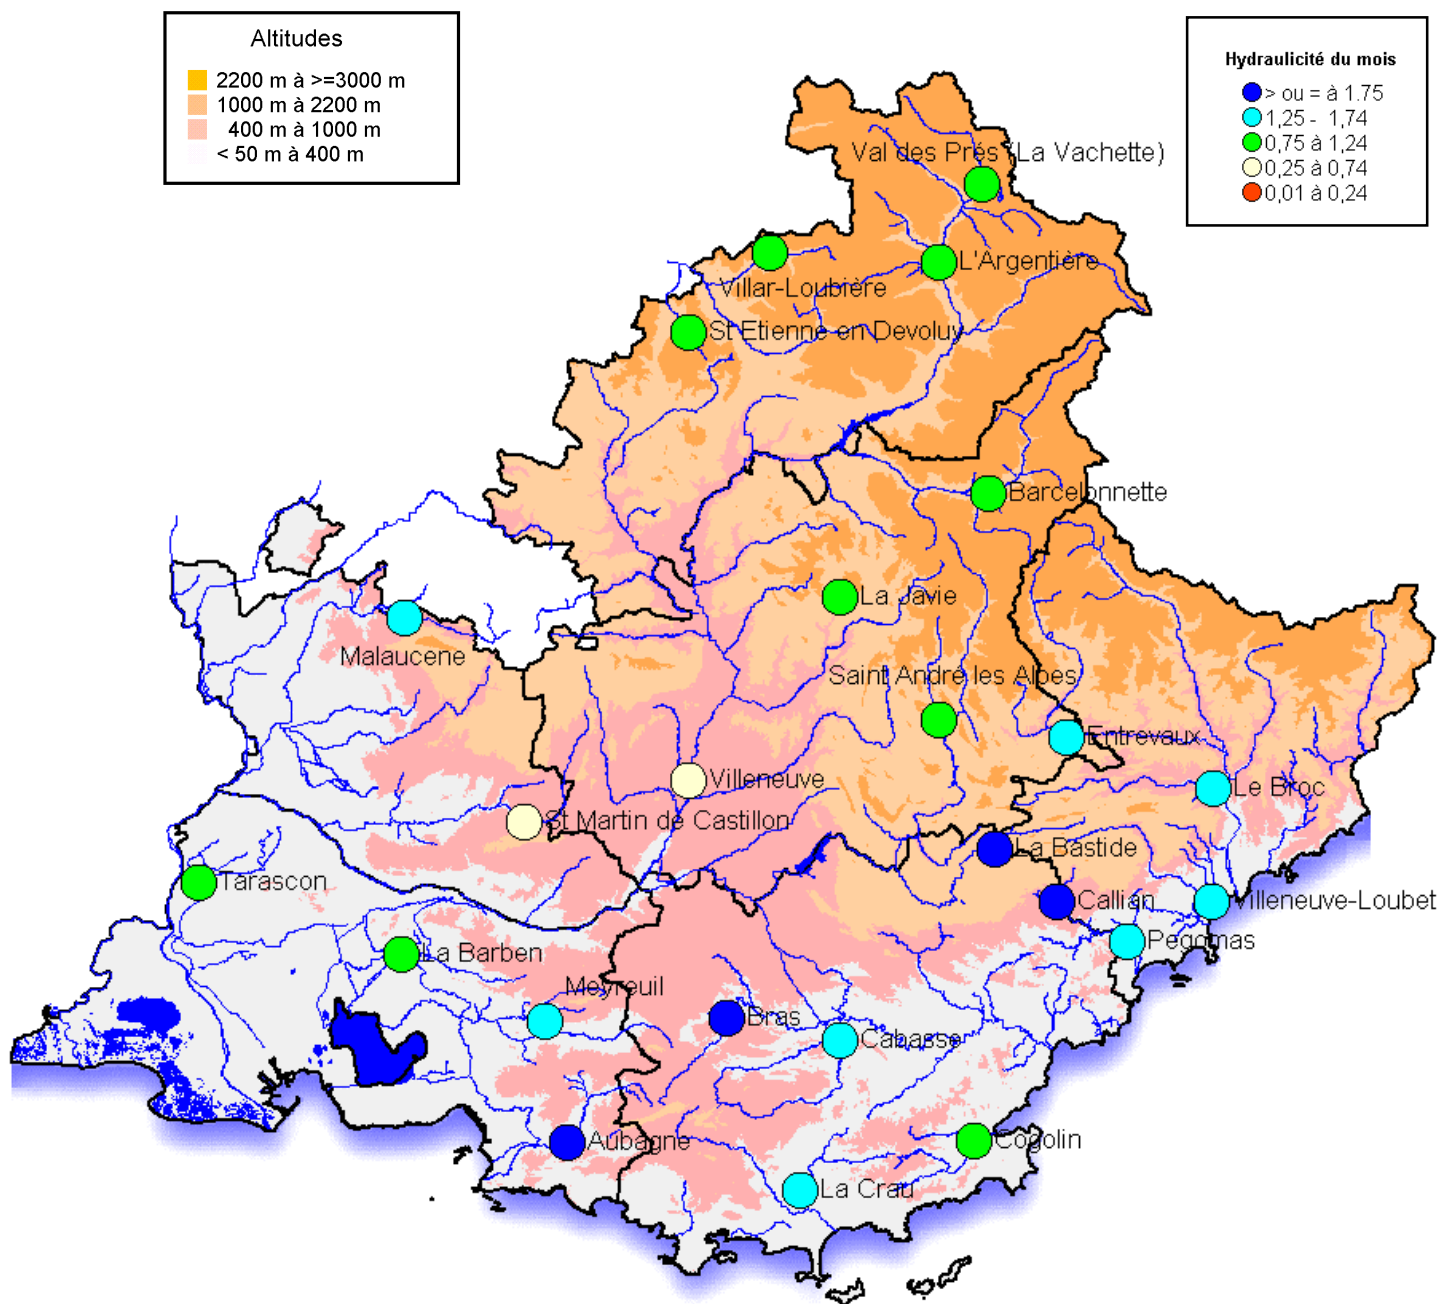 Altitudes
2200 m à >=3000 m
1000 m à 2200 m
400 m à 1000 m
< 50 m à 400 m
Hydraulicité du mois
> ou = à 1.75
1,25 - 1,74
0,75 à 1,24
0,25 à 0,74
0,01 à 0,24
Val des Prés (La Vachette)
L'Argentière
Villar-Loubière
St Etienne en Devoluy
Barcelonnette
La Javie
Malaucene
Saint André les Alpes
Entrevaux
Villeneuve
Le Broc
St Martin de Castillon
La Bastide
Tarascon
Callian
Villeneuve-Loubet
Pegomas
La Barben
Meyreuil
Bras
Cabasse
Aubagne
Cogolin
La Crau